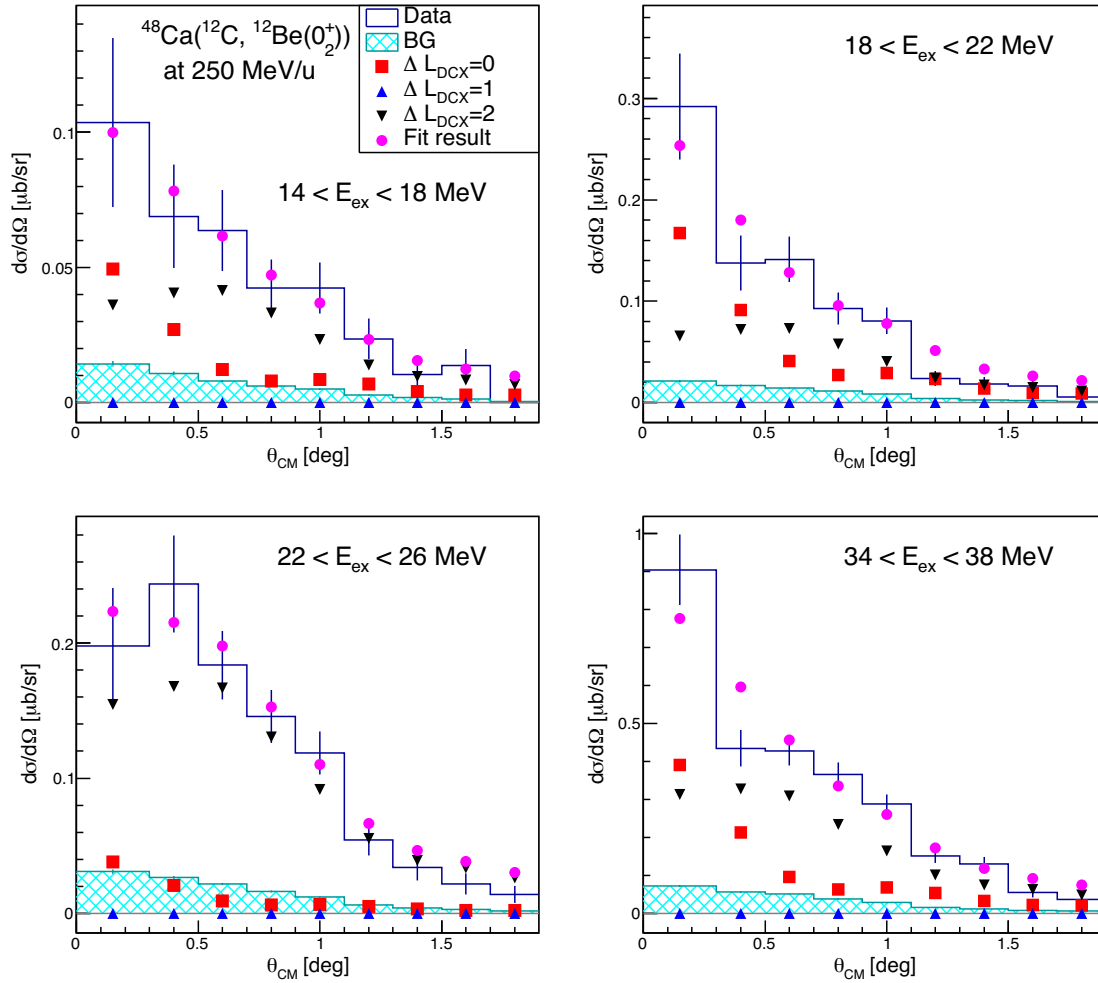 ⁴⁸Ca(¹²C, ¹²Be(0₂⁺))
at 250 MeV/u
Data
BG
Δ L_DCX=0
Δ L_DCX=1
Δ L_DCX=2
Fit result
14 < E_ex < 18 MeV
dσ/dΩ [μb/sr]
0.1
0.05
0
0 0.5 1 1.5
θ_CM [deg]
18 < E_ex < 22 MeV
dσ/dΩ [μb/sr]
0.3
0.2
0.1
0
0 0.5 1 1.5
θ_CM [deg]
22 < E_ex < 26 MeV
dσ/dΩ [μb/sr]
0.2
0.1
0
0 0.5 1 1.5
θ_CM [deg]
34 < E_ex < 38 MeV
dσ/dΩ [μb/sr]
1
0.5
0
0 0.5 1 1.5
θ_CM [deg]